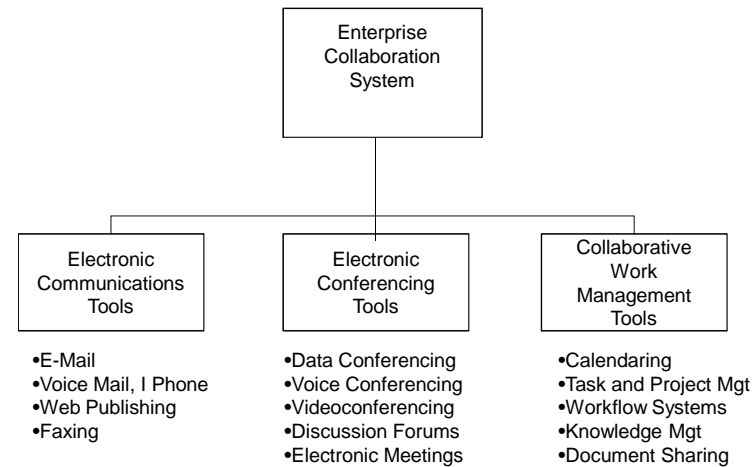 Enterprise
Collaboration
System
Electronic
Communications
Tools
Electronic
Conferencing
Tools
Collaborative
Work
Management
Tools
•E-Mail
•Voice Mail, I Phone
•Web Publishing
•Faxing
•Data Conferencing
•Voice Conferencing
•Videoconferencing
•Discussion Forums
•Electronic Meetings
•Calendaring
•Task and Project Mgt
•Workflow Systems
•Knowledge Mgt
•Document Sharing